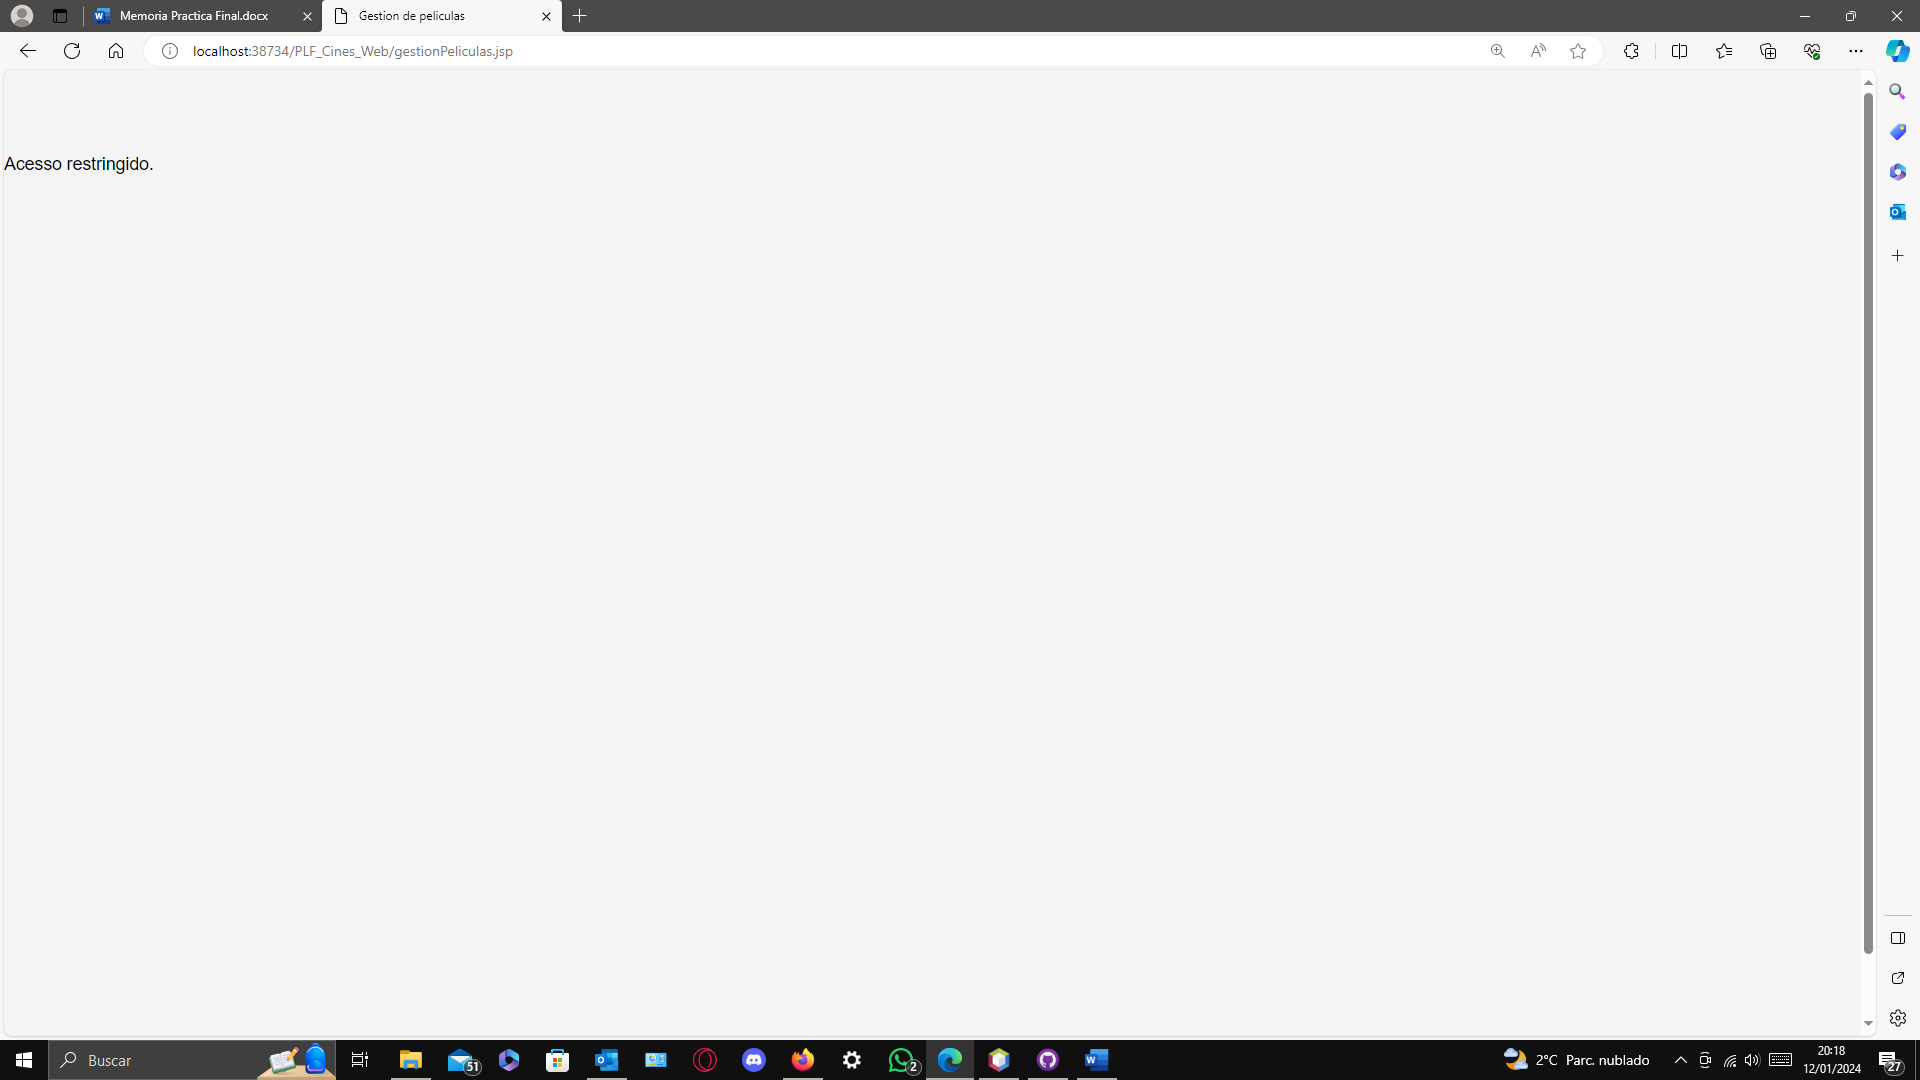 Memoria Practica Final.docx
Gestion de peliculas
localhost:38734/PLF_Cines_Web/gestionPeliculas.jsp
Acesso restringido.
Buscar
51
2
2°C Parc. nublado
20:18
12/01/2024
27